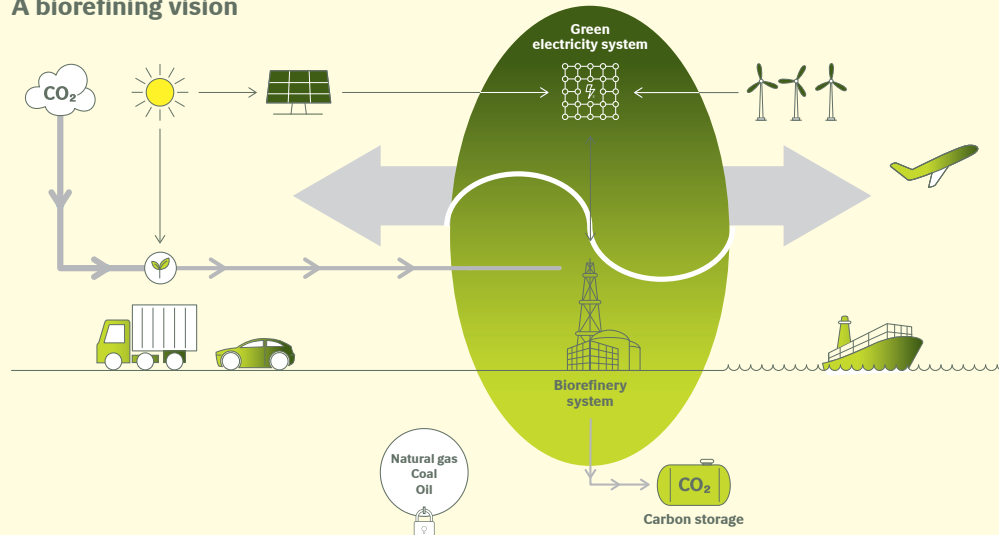 A biorefining vision
Green
electricity system
CO₂
Biorefinery
system
Natural gas
Coal
Oil
CO₂
Carbon storage